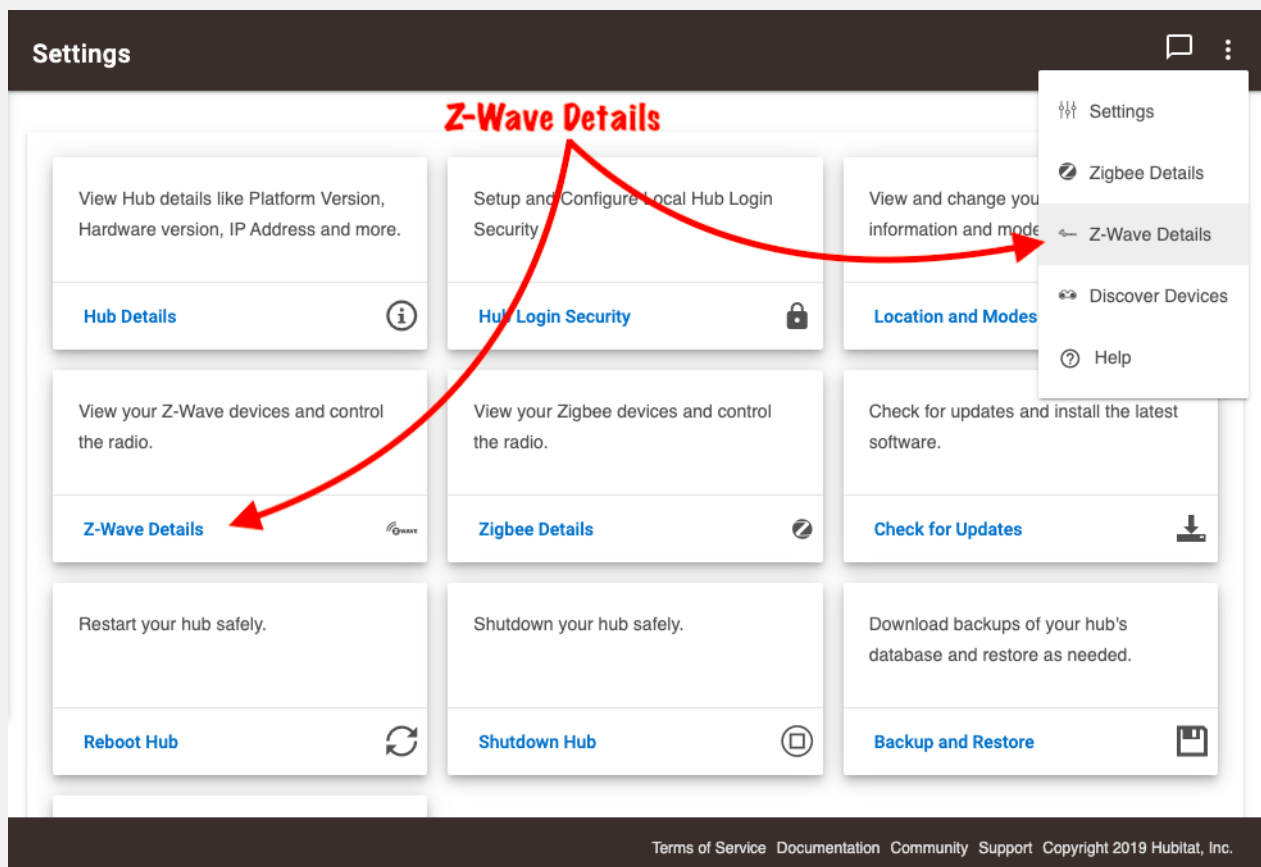 Settings
Z-Wave Details
Settings
Zigbee Details
Z-Wave Details
Discover Devices
Help
View Hub details like Platform Version,
Hardware version, IP Address and more.
Hub Details
Setup and Configure Local Hub Login
Security
Hub Login Security
View and change you
information and mode
Location and Modes
View your Z-Wave devices and control
the radio.
Z-Wave Details
View your Zigbee devices and control
the radio.
Zigbee Details
Check for updates and install the latest
software.
Check for Updates
Restart your hub safely.
Reboot Hub
Shutdown your hub safely.
Shutdown Hub
Download backups of your hub's
database and restore as needed.
Backup and Restore
Terms of Service Documentation Community Support Copyright 2019 Hubitat, Inc.